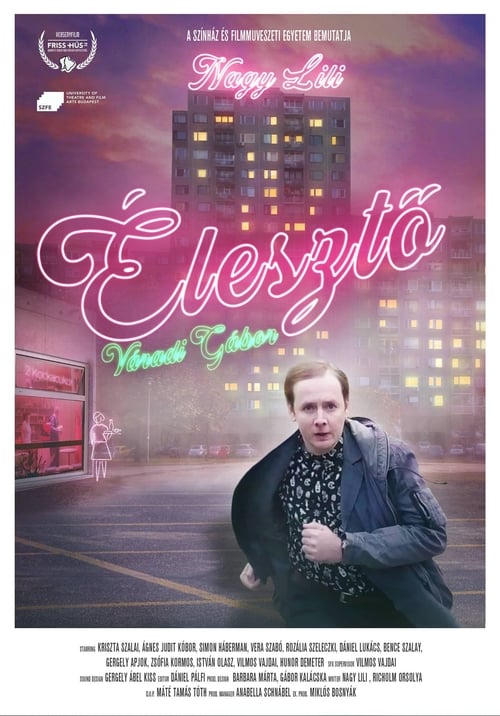 VERSENYFILM
FRISS HÚS
SZFE
UNIVERSITY OF
THEATRE AND FILM
ARTS BUDAPEST
A SZÍNHÁZ ÉS FILMMŰVÉSZETI EGYETEM BEMUTATJA
Nagy Lili
Élesztő
Váradi Gábor
STARRING KRISZTA SZALAI, ÁGNES JUDIT KÓBOR, SIMON HÁBERMAN, VERA SZABÓ, ROZÁLIA SZELECZKI, DÁNIEL LUKÁCS, BENCE SZALAY,
GERGELY APJOK, ZSÓFIA KORMOS, ISTVÁN OLASZ, VILMOS VAJDAI, HUNOR DEMETER SFX SUPERVISOR VILMOS VAJDAI
SOUND DESIGN GERGELY ÁBEL KISS EDITOR DÁNIEL PÁLFI PROD. DESIGN BARBARA MÁRTA, GÁBOR KALÁCSKA WRITER NAGY LILI , RICHOLM ORSOLYA
D.O.P. MÁTÉ TAMÁS TÓTH PROD. MANAGER ANABELLA SCHNÁBEL EX. PROD. MIKLÓS BOSNYÁK